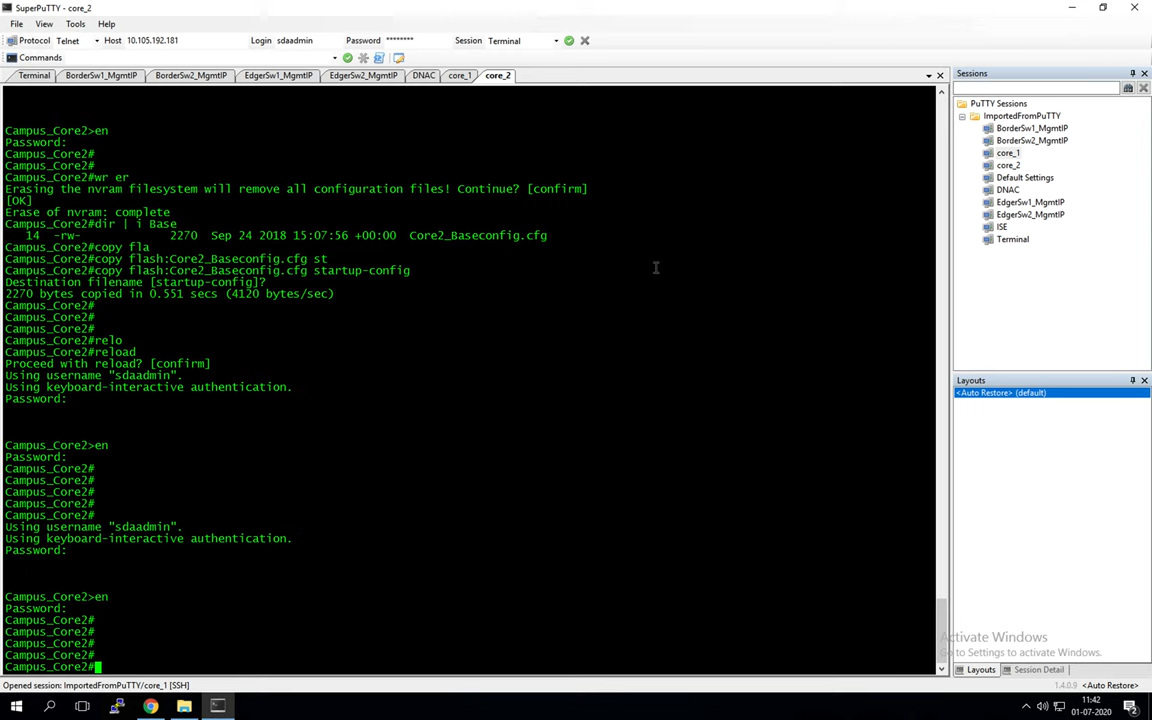 SuperPuTTY - core_2
File View Tools Help
Protocol Telnet Host 10.105.192.181 Login sdaadmin Password ******** Session Terminal
Commands
Terminal BorderSw1_MgmtIP BorderSw2_MgmtIP EdgerSw1_MgmtIP EdgerSw2_MgmtIP DNAC core_1 core_2
Campus_Core2>en
Password:
Campus_Core2#
Campus_Core2#
Campus_Core2#wr er
Erasing the nvram filesystem will remove all configuration files! Continue? [confirm]
[OK]
Erase of nvram: complete
Campus_Core2#dir | i Base
14 -rw- 2270 Sep 24 2018 15:07:56 +00:00 Core2_Baseconfig.cfg
Campus_Core2#copy fla
Campus_Core2#copy flash:Core2_Baseconfig.cfg st
Campus_Core2#copy flash:Core2_Baseconfig.cfg startup-config
Destination filename [startup-config]?
2270 bytes copied in 0.551 secs (4120 bytes/sec)
Campus_Core2#
Campus_Core2#
Campus_Core2#
Campus_Core2#relo
Campus_Core2#reload
Proceed with reload? [confirm]
Using username "sdaadmin".
Using keyboard-interactive authentication.
Password:
Campus_Core2>en
Password:
Campus_Core2#
Campus_Core2#
Campus_Core2#
Campus_Core2#
Campus_Core2#
Using username "sdaadmin".
Using keyboard-interactive authentication.
Password:
Campus_Core2>en
Password:
Campus_Core2#
Campus_Core2#
Campus_Core2#
Campus_Core2#
Campus_Core2#
Sessions
PuTTY Sessions
ImportedFromPuTTY
BorderSw1_MgmtIP
BorderSw2_MgmtIP
core_1
core_2
Default Settings
DNAC
EdgerSw1_MgmtIP
EdgerSw2_MgmtIP
ISE
Terminal
Layouts
<Auto Restore> (default)
Activate Windows
Go to Settings to activate Windows.
Layouts Session Detail
Opened session: ImportedFromPuTTY/core_1 [SSH] 1.4.0.9 <Auto Restore>
11:42
01-07-2020
2